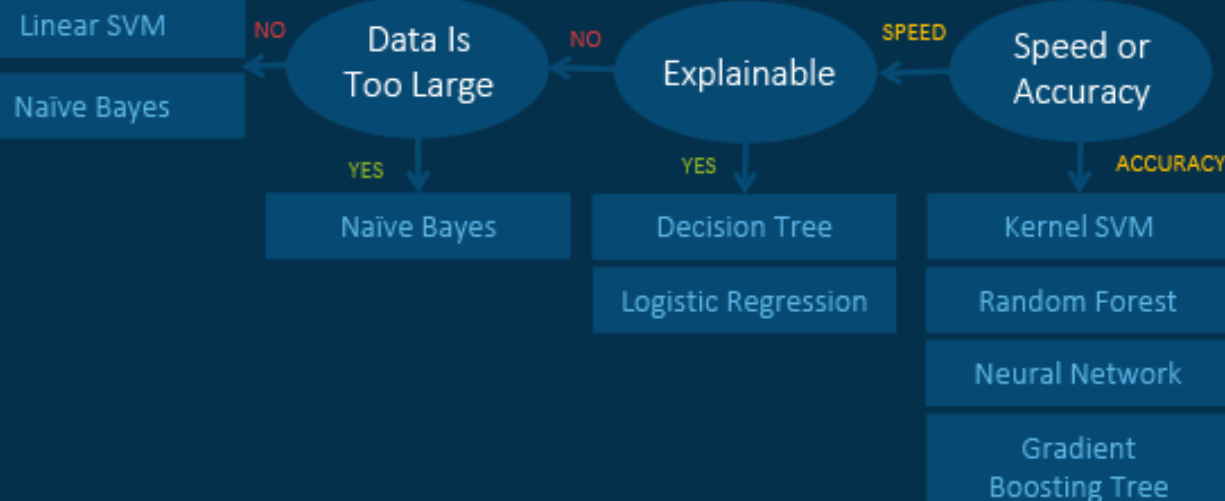 Linear SVM
Naïve Bayes
NO
Data Is
Too Large
YES
Naïve Bayes
NO
Explainable
YES
Decision Tree
Logistic Regression
SPEED
Speed or
Accuracy
ACCURACY
Kernel SVM
Random Forest
Neural Network
Gradient
Boosting Tree